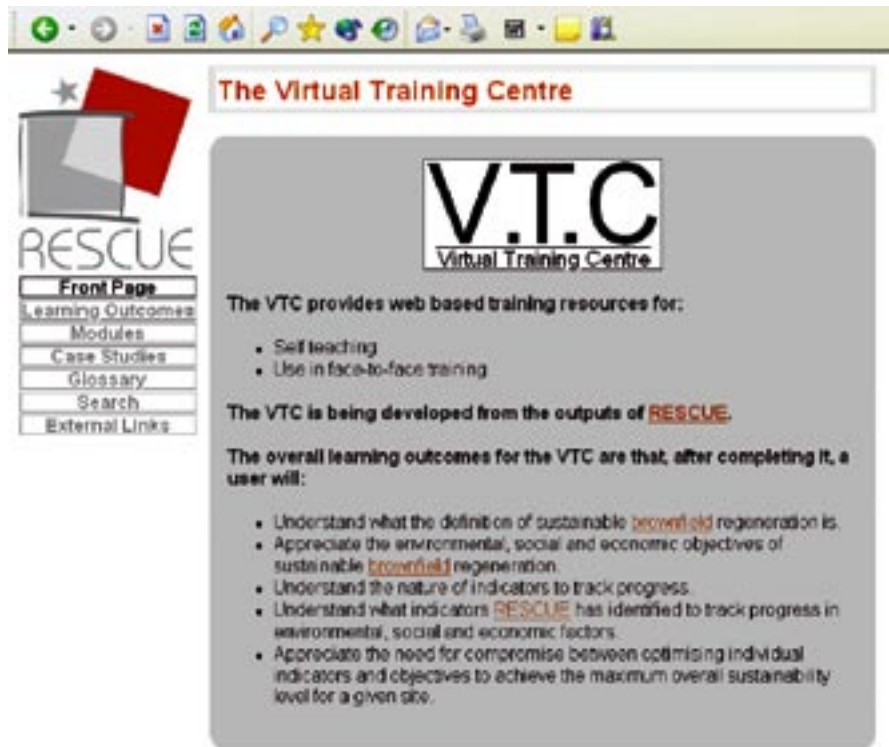 The Virtual Training Centre
V.T.C
Virtual Training Centre
RESCUE
Front Page
Learning Outcomes
Modules
Case Studies
Glossary
Search
External Links
The VTC provides web based training resources for:
• Self teaching
• Use in face-to-face training
The VTC is being developed from the outputs of RESCUE.
The overall learning outcomes for the VTC are that, after completing it, a
user will:
• Understand what the definition of sustainable brownfield regeneration is.
• Appreciate the environmental, social and economic objectives of
sustainable brownfield regeneration.
• Understand the nature of indicators to track progress.
• Understand what indicators RESCUE has identified to track progress in
environmental, social and economic factors.
• Appreciate the need for compromise between optimising individual
indicators and objectives to achieve the maximum overall sustainability
level for a given site.